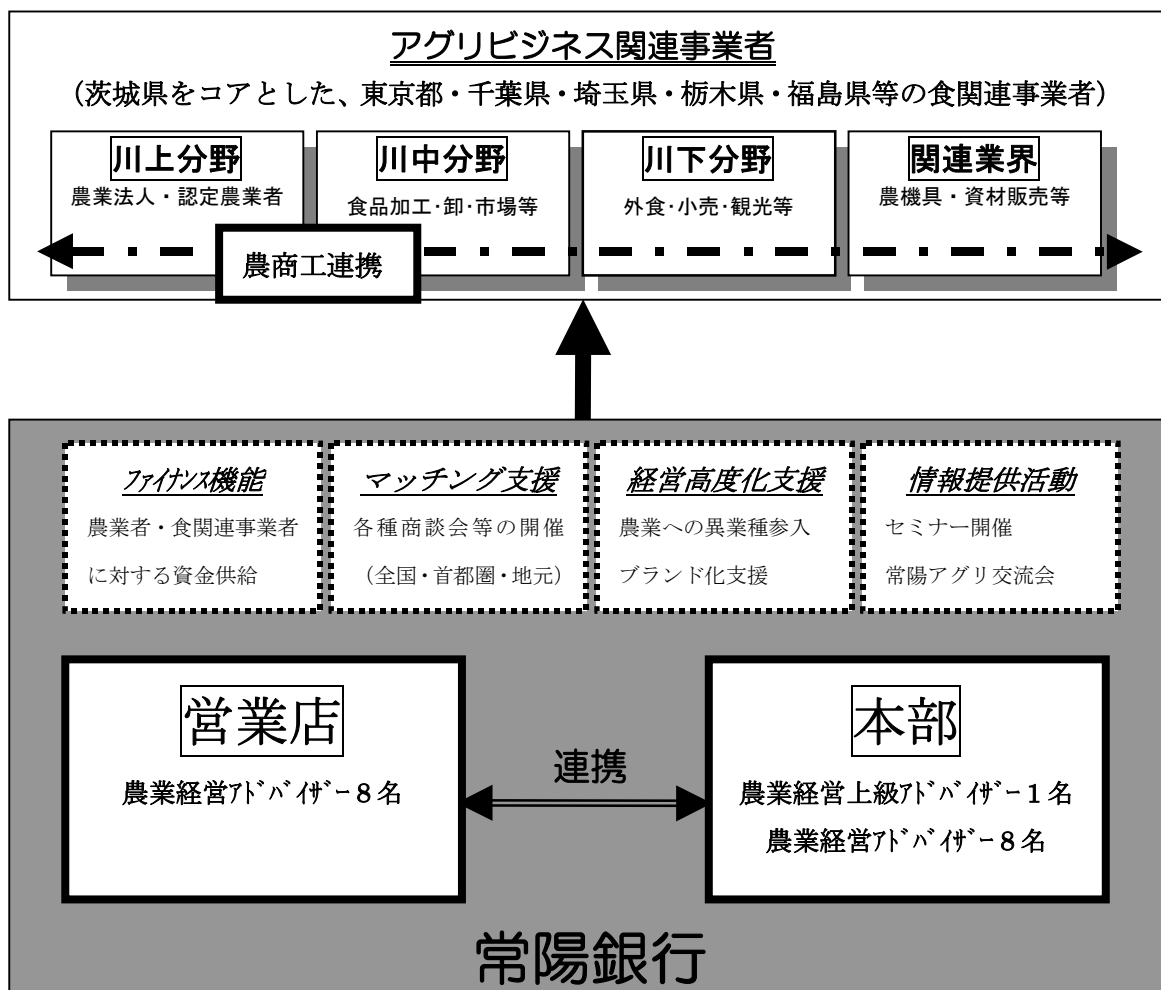 アグリビジネス関連事業者
(茨城県をコアとした、東京都・千葉県・埼玉県・栃木県・福島県等の食関連事業者)
川上分野
農業法人・認定農業者
川中分野
食品加工･卸･市場等
川下分野
外食･小売･観光等
関連業界
農機具・資材販売等
農商工連携
ﾌｧｲﾅﾝｽ機能
農業者・食関連事業者
に対する資金供給
マッチング支援
各種商談会等の開催
(全国・首都圏・地元)
経営高度化支援
農業への異業種参入
ブランド化支援
情報提供活動
セミナー開催
常陽アグリ交流会
営業店
農業経営ｱﾄﾞﾊﾞｲｻﾞｰ８名
連携
本部
農業経営上級ｱﾄﾞﾊﾞｲｻﾞｰ１名
農業経営ｱﾄﾞﾊﾞｲｻﾞｰ８名
常陽銀行